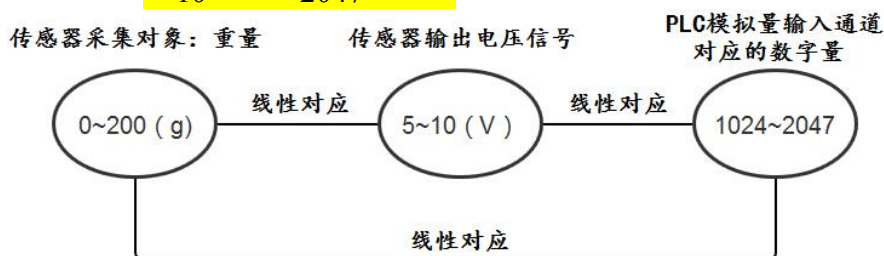 10 2047
传感器采集对象：重量
传感器输出电压信号
PLC模拟量输入通道
对应的数字量
0~200（g)
线性对应
5~10（V）
线性对应
1024~2047
线性对应